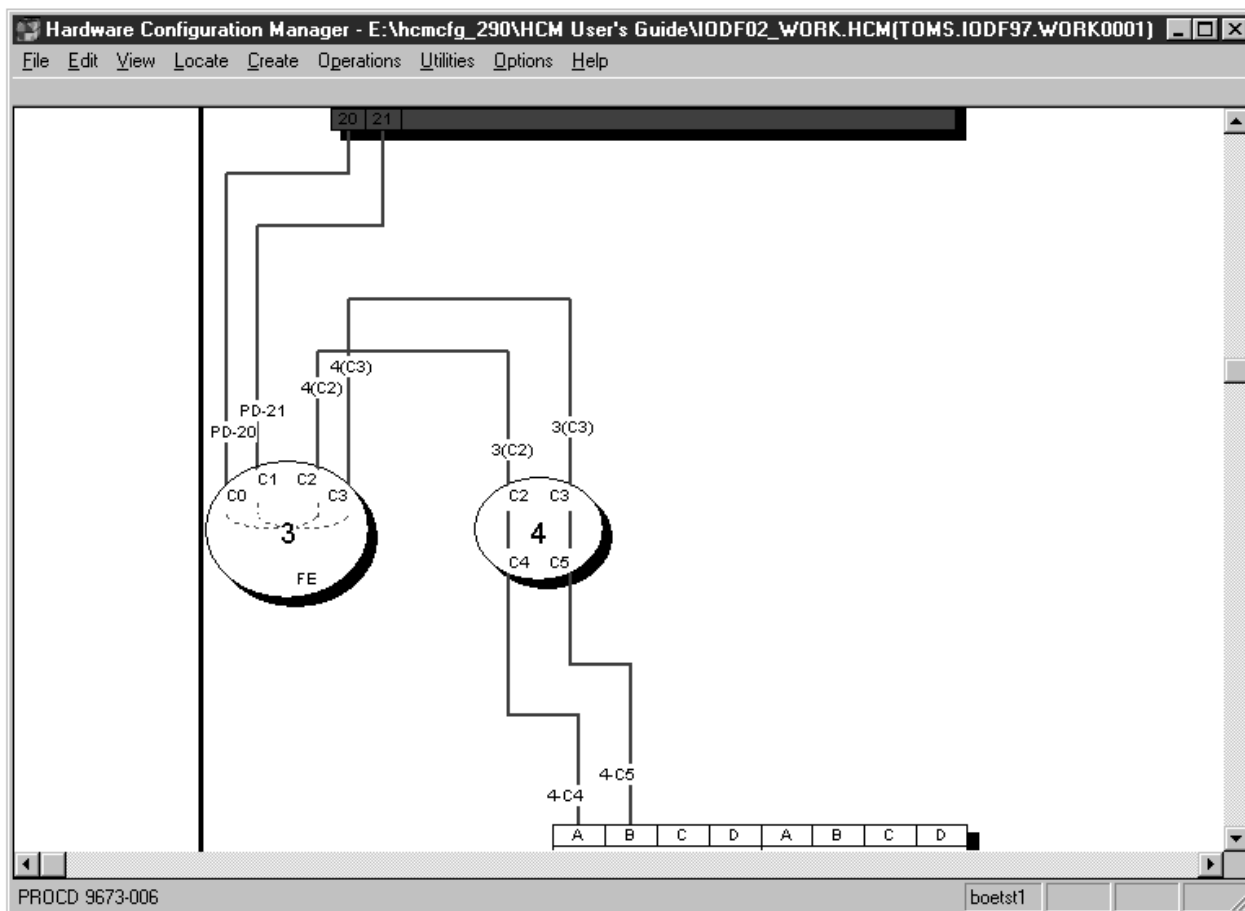 Hardware Configuration Manager - E:\hcmcfg_290\HCM User's Guide\IODF02_WORK.HCM(TOMS.IODF97.WORK0001)
File Edit View Locate Create Operations Utilities Options Help
20 21
4(C3)
4(C2)
PD-21
PD-20
3(C3)
3(C2)
C1 C2
C0 C3
C2 C3
3
4
C4 C5
FE
4-C5
4-C4
A B C D A B C D
PROCD 9673-006 boetst1